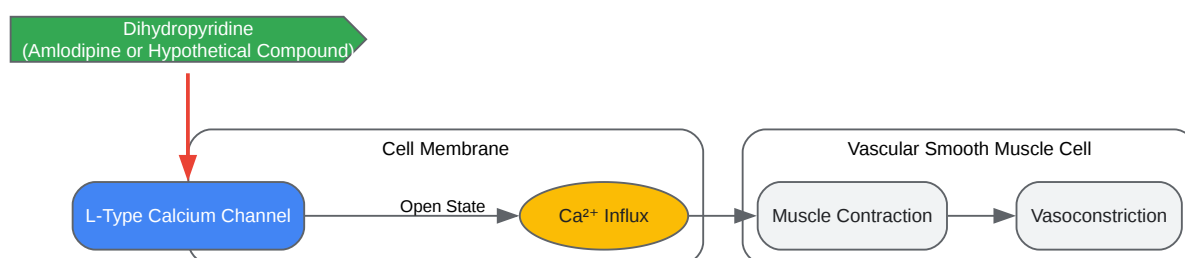 Dihydropyridine
(Amlodipine or Hypothetical Compound)
Cell Membrane
Vascular Smooth Muscle Cell
L-Type Calcium Channel
Open State
Ca²⁺ Influx
Muscle Contraction
Vasoconstriction